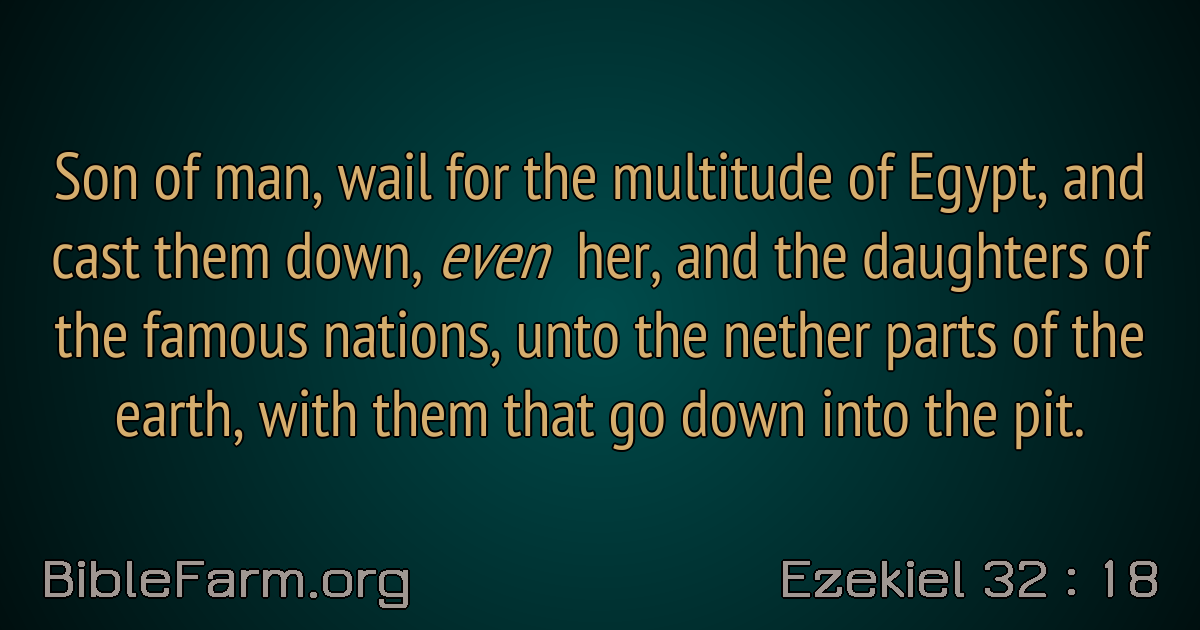 Son of man, wail for the multitude of Egypt, and
cast them down, even her, and the daughters of
the famous nations, unto the nether parts of the
earth, with them that go down into the pit.
BibleFarm.org
Ezekiel 32 : 18